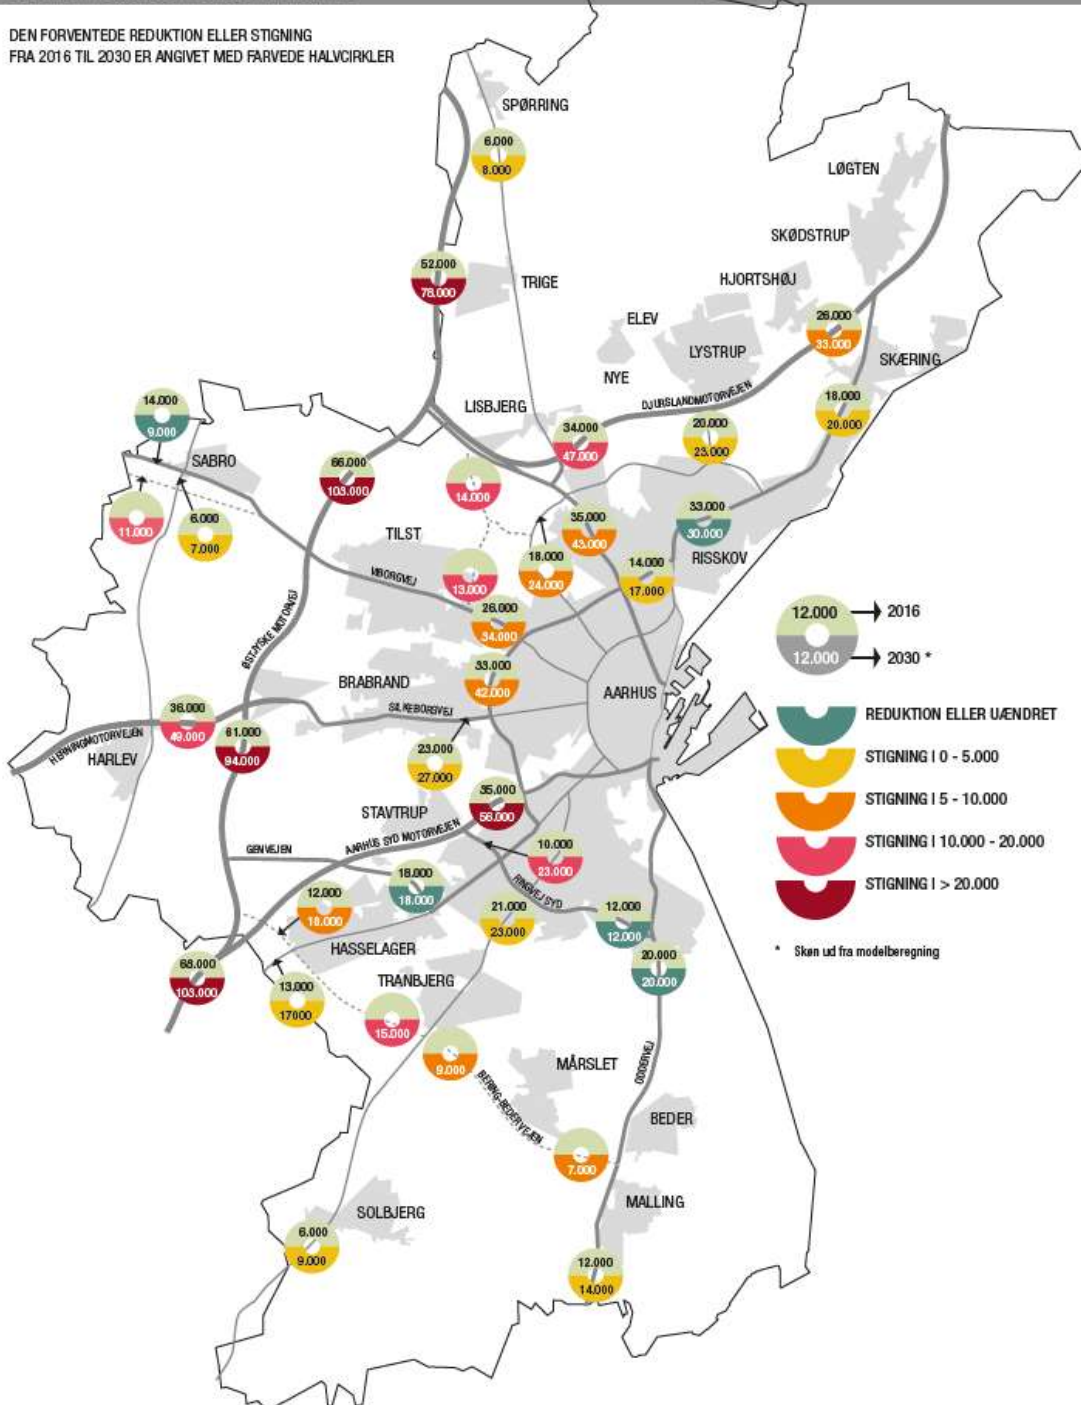 DEN FORVENTEDE REDUKTION ELLER STIGNING
FRA 2016 TIL 2030 ER ANGIVET MED FARVEDE HALVCIRKLER
SPØRRING
6.000
8.000
LØGTEN
SKØDSTRUP
52.000
78.000
TRIGE
HJORTSHØJ
ELEV
LYSTRUP
26.000
33.000
SKÆRING
NYE
DJURSLANDMOTORVEJEN
14.000
9.000
LISBJERG
18.000
20.000
34.000
47.000
20.000
23.000
SABRO
66.000
103.000
14.000
11.000
6.000
7.000
35.000
43.000
33.000
30.000
TILST
RISSKOV
18.000
24.000
14.000
17.000
VIBORGVEJ
13.000
26.000
34.000
12.000
2016
12.000
2030 *
ØSTJYSKE MOTORVEJ
33.000
42.000
BRABRAND
AARHUS
SILKEBORGVEJ
36.000
49.000
HERNINGMOTORVEJEN
HARLEV
61.000
94.000
23.000
27.000
REDUKTION ELLER UÆNDRET
STIGNING I 0 - 5.000
STIGNING I 5 - 10.000
STIGNING I 10.000 - 20.000
STIGNING I > 20.000
35.000
56.000
STAVTRUP
AARHUS SYD MOTORVEJEN
GENVEJEN
10.000
23.000
18.000
18.000
RINGVEJ SYD
12.000
18.000
21.000
23.000
12.000
12.000
HASSELAGER
* Skøn ud fra modelberegning
68.000
103.000
20.000
20.000
TRANBJERG
13.000
17000
15.000
9.000
MÅRSLET
ODDERVEJ
BERING-BEDERVEJEN
BEDER
7.000
MALLING
SOLBJERG
6.000
9.000
12.000
14.000